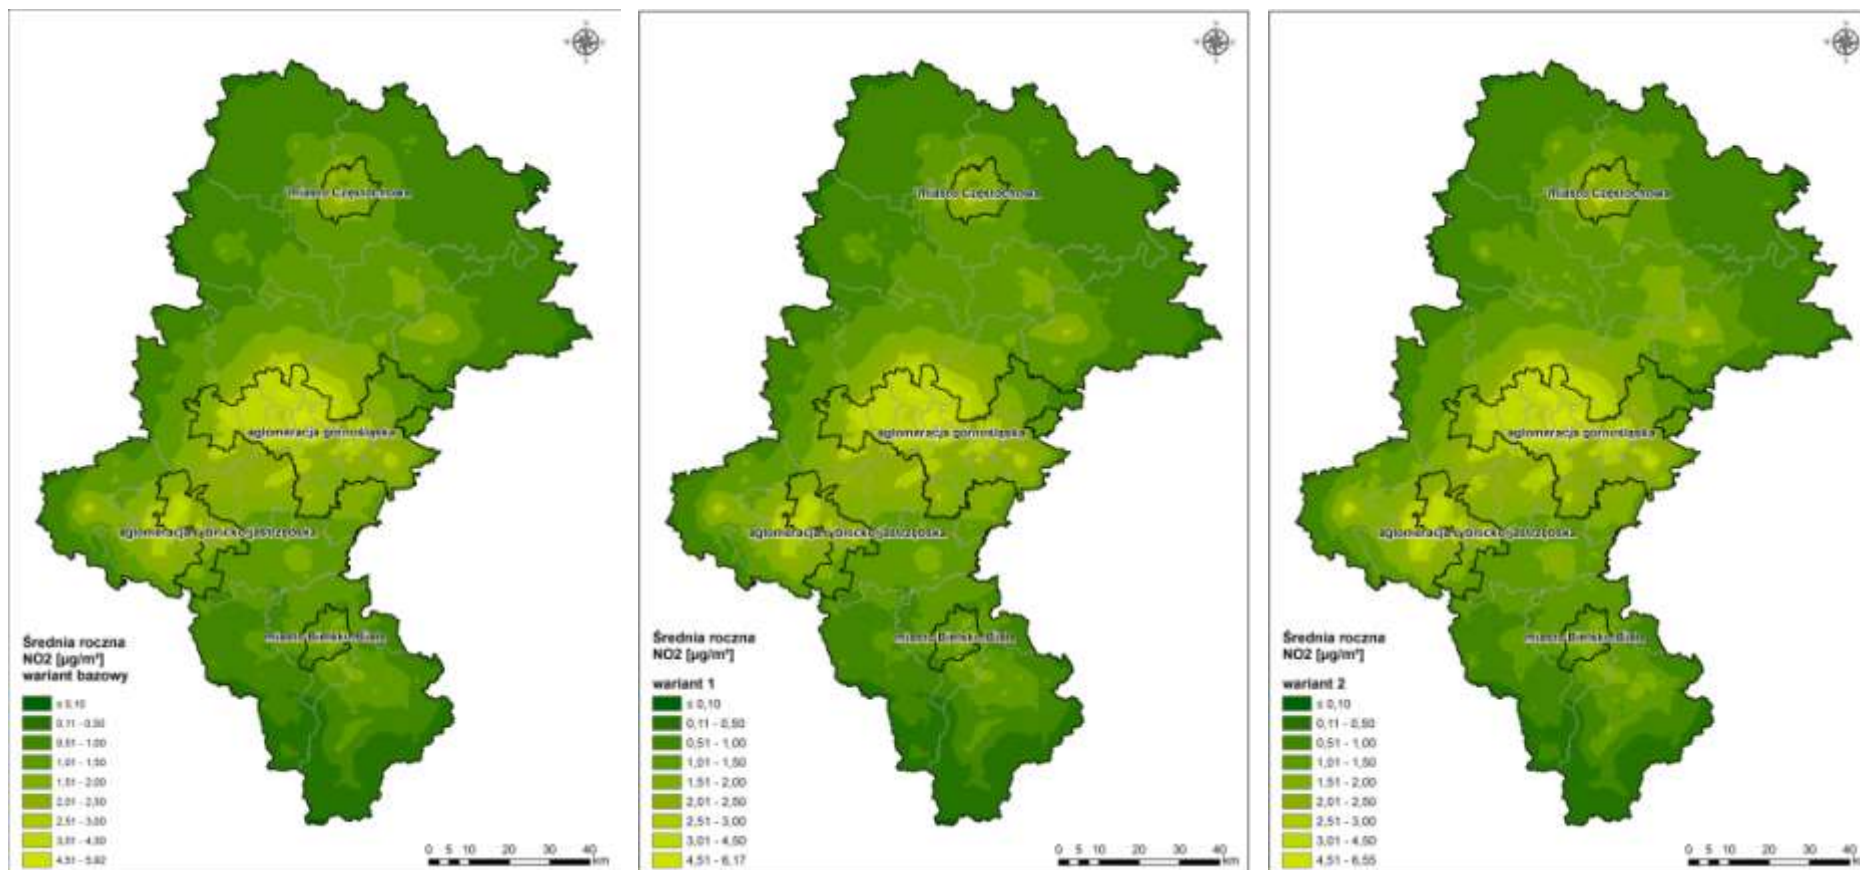 miasto Częstochowa
aglomeracja górnośląska
aglomeracja rybnicko-jastrzębska
miasto Bielsko-Biała
Średnia roczna
NO2 [µg/m³]
wariant bazowy
≤ 0,10
0,11 - 0,50
0,51 - 1,00
1,01 - 1,50
1,51 - 2,00
2,01 - 2,50
2,51 - 3,00
3,01 - 4,50
4,51 - 5,92
0 5 10 20 30 40
km
miasto Częstochowa
aglomeracja górnośląska
aglomeracja rybnicko-jastrzębska
miasto Bielsko-Biała
Średnia roczna
NO2 [µg/m³]
wariant 1
≤ 0,10
0,11 - 0,50
0,51 - 1,00
1,01 - 1,50
1,51 - 2,00
2,01 - 2,50
2,51 - 3,00
3,01 - 4,50
4,51 - 6,17
0 5 10 20 30 40
km
miasto Częstochowa
aglomeracja górnośląska
aglomeracja rybnicko-jastrzębska
miasto Bielsko-Biała
Średnia roczna
NO2 [µg/m³]
wariant 2
≤ 0,10
0,11 - 0,50
0,51 - 1,00
1,01 - 1,50
1,51 - 2,00
2,01 - 2,50
2,51 - 3,00
3,01 - 4,50
4,51 - 6,55
0 5 10 20 30 40